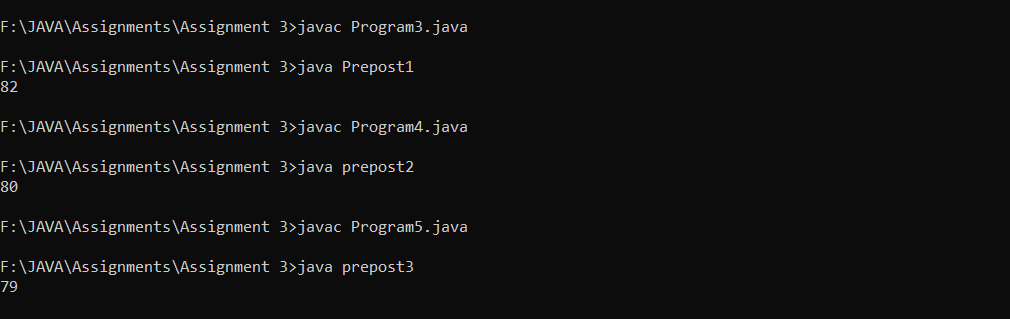 F:\JAVA\Assignments\Assignment 3>javac Program3.java
F:\JAVA\Assignments\Assignment 3>java Prepost1
82
F:\JAVA\Assignments\Assignment 3>javac Program4.java
F:\JAVA\Assignments\Assignment 3>java prepost2
80
F:\JAVA\Assignments\Assignment 3>javac Program5.java
F:\JAVA\Assignments\Assignment 3>java prepost3
79